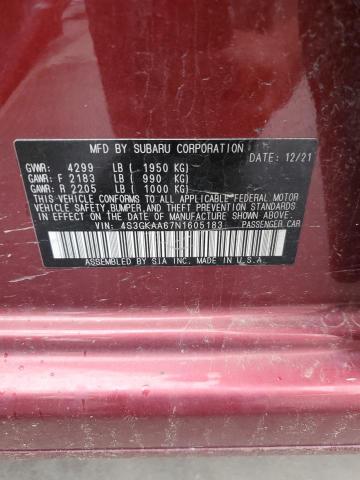 MFD BY SUBARU CORPORATION
DATE: 12/21
GVWR: 4299 LB ( 1950 KG)
GAWR: F 2183 LB ( 990 KG)
GAWR: R 2205 LB ( 1000 KG)
THIS VEHICLE CONFORMS TO ALL APPLICABLE FEDERAL MOTOR
VEHICLE SAFETY, BUMPER, AND THEFT PREVENTION STANDARDS
IN EFFECT ON THE DATE OF MANUFACTURE SHOWN ABOVE.
VIN: 4S3GKAA67N1605183 PASSENGER CAR
ASSEMBLED BY SIA INC. MADE IN U.S.A.